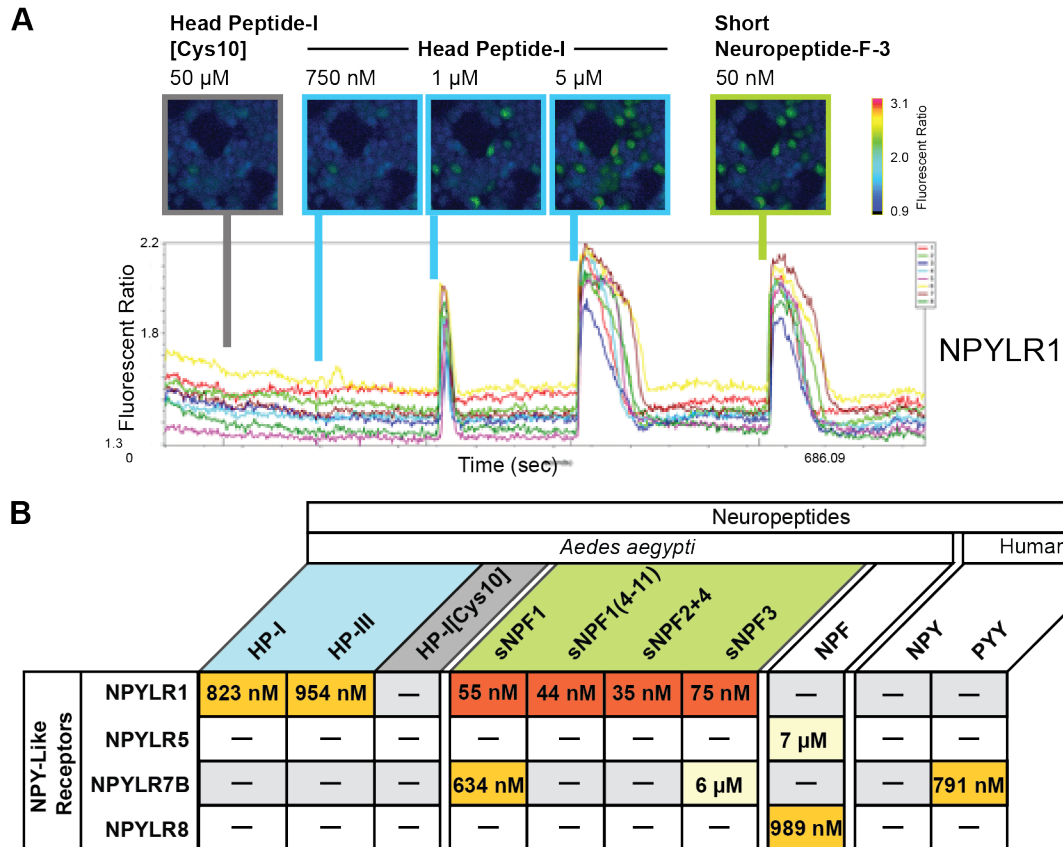 A
Head Peptide-I
[Cys10]
50 µM
Head Peptide-I
750 nM
1 µM
5 µM
Short
Neuropeptide-F-3
50 nM
3.1
2.0
0.9
Fluorescent Ratio
2.2
1.8
1.3
0
Fluorescent Ratio
Time (sec)
686.09
NPYLR1
B
Neuropeptides
Aedes aegypti
Human
HP-I
HP-III
HP-I[Cys10]
sNPF1
sNPF1(4-11)
sNPF2+4
sNPF3
NPF
NPY
PYY
NPY-Like
Receptors
NPYLR1 823 nM 954 nM — 55 nM 44 nM 35 nM 75 nM — — —
NPYLR5 — — — — — — — 7 µM — —
NPYLR7B — — — 634 nM — — 6 µM — — 791 nM
NPYLR8 — — — — — — — 989 nM — —